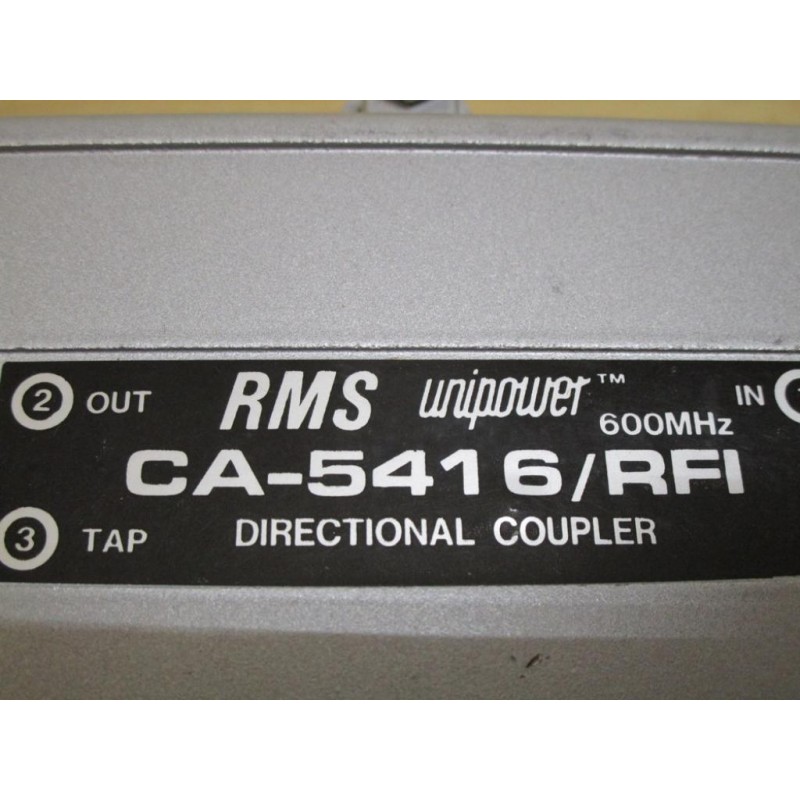 2 OUT RMS unipower™ 600MHz IN
CA-5416/RFI
3 TAP DIRECTIONAL COUPLER